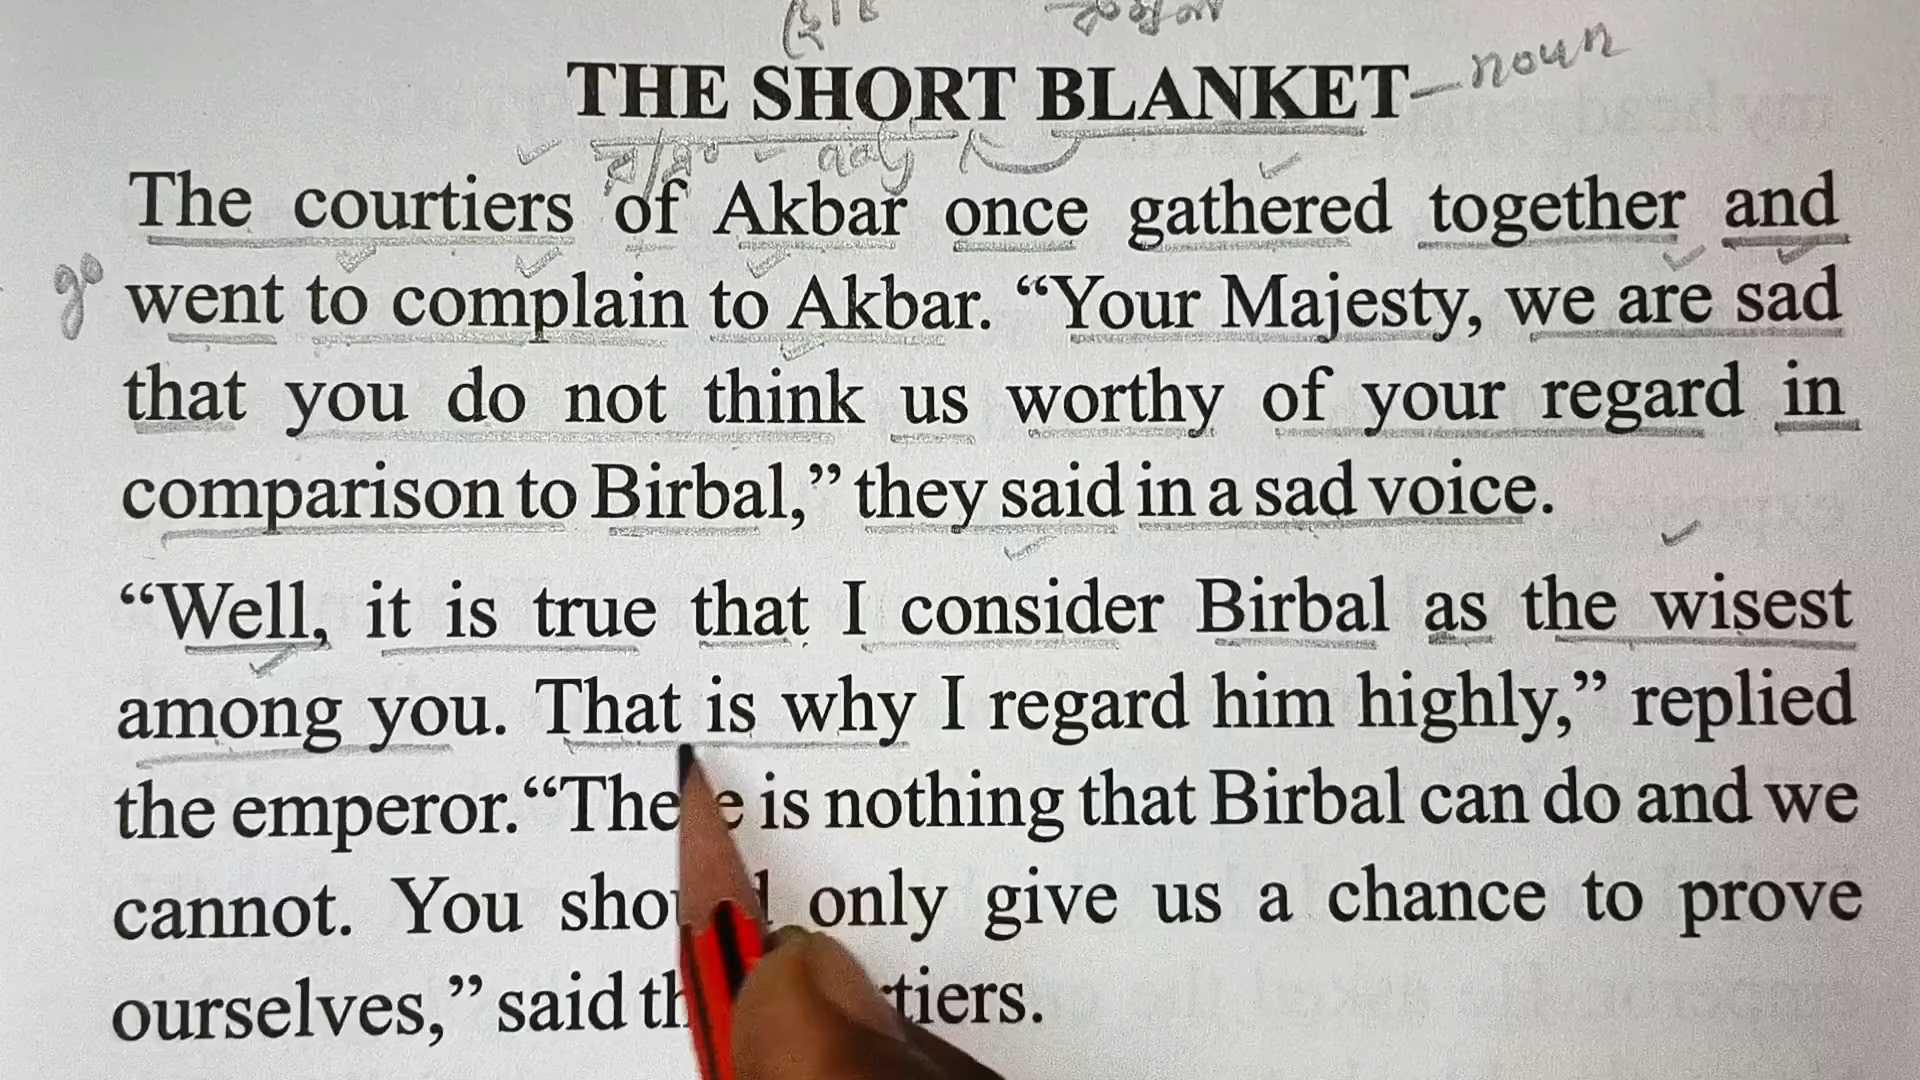 THE SHORT BLANKET – noun
adj
The courtiers of Akbar once gathered together and
go
went to complain to Akbar. “Your Majesty, we are sad
that you do not think us worthy of your regard in
comparison to Birbal,” they said in a sad voice.
“Well, it is true that I consider Birbal as the wisest
among you. That is why I regard him highly,” replied
the emperor. “The e is nothing that Birbal can do and we
cannot. You only give us a chance to prove
ourselves,” said